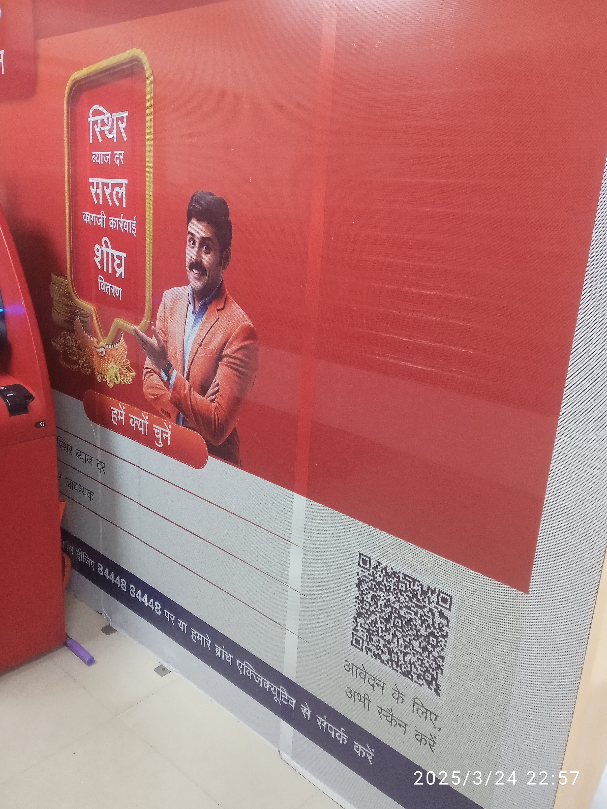 स्थिर
ब्याज दर
सरल
कागजी कार्रवाई
शीघ्र
वितरण
हमें क्यों चुनें
ब्याज दर
दीजिए 84448 84448 पर या हमारे ब्रांच एक्जिक्यूटिव से संपर्क करें
आवेदन के लिए,
अभी स्कैन करें
2025/3/24 22:57